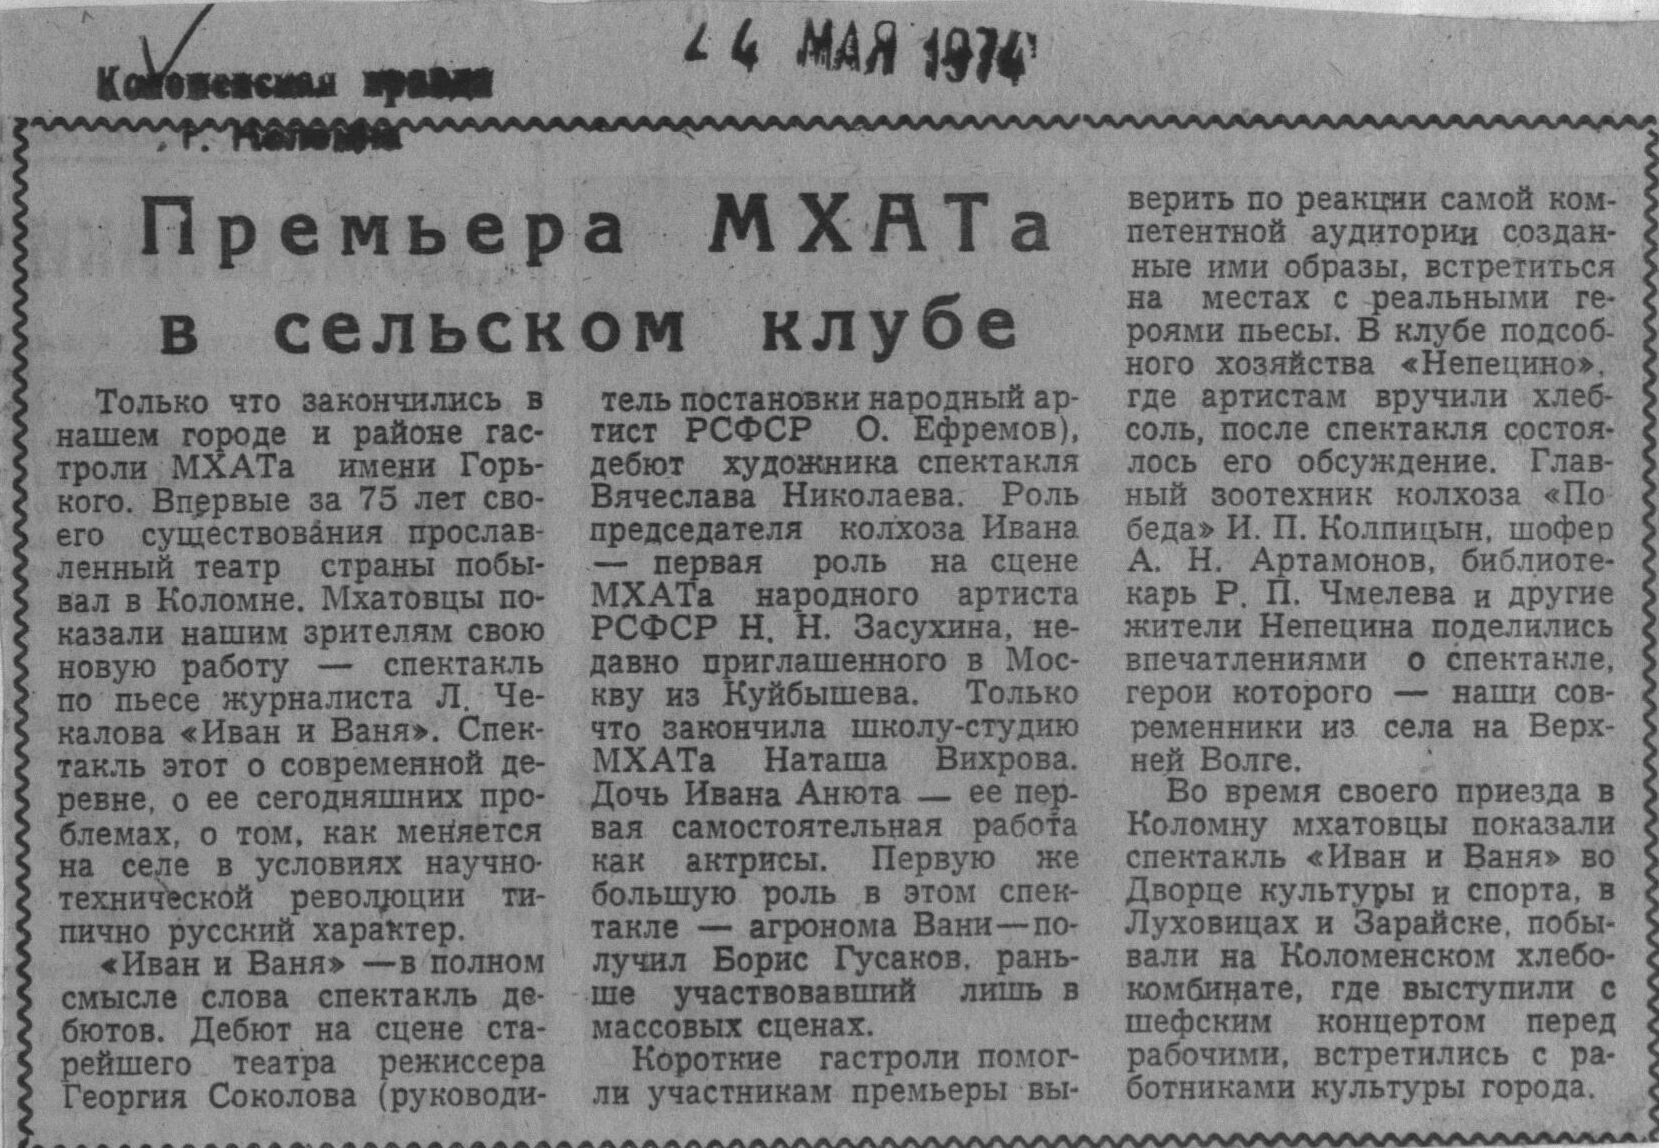 24 МАЯ 1974
Коломенская правда
г. Коломна
Премьера МХАТа
в сельском клубе
Только что закончились в
нашем городе и районе гас-
троли МХАТа имени Горь-
кого. Впервые за 75 лет сво-
его существования прослав-
ленный театр страны побы-
вал в Коломне. Мхатовцы по-
казали нашим зрителям свою
новую работу — спектакль
по пьесе журналиста Л. Че-
калова «Иван и Ваня». Спек-
такль этот о современной де-
ревне, о ее сегодняшних про-
блемах, о том, как меняется
на селе в условиях научно-
технической революции ти-
пично русский характер.
«Иван и Ваня» —в полном
смысле слова спектакль де-
бютов. Дебют на сцене ста-
рейшего театра режиссера
Георгия Соколова (руководи-
тель постановки народный ар-
тист РСФСР О. Ефремов),
дебют художника спектакля
Вячеслава Николаева. Роль
председателя колхоза Ивана
— первая роль на сцене
МХАТа народного артиста
РСФСР Н. Н. Засухина, не-
давно приглашенного в Мос-
кву из Куйбышева. Только
что закончила школу-студию
МХАТа Наташа Вихрова.
Дочь Ивана Анюта — ее пер-
вая самостоятельная работа
как актрисы. Первую же
большую роль в этом спек-
такле — агронома Вани—по-
лучил Борис Гусаков, рань-
ше участвовавший лишь в
массовых сценах.
Короткие гастроли помог-
ли участникам премьеры вы-
верить по реакции самой ком-
петентной аудитории создан-
ные ими образы, встретиться
на местах с реальными ге-
роями пьесы. В клубе подсоб-
ного хозяйства «Непецино»,
где артистам вручили хлеб-
соль, после спектакля состоя-
лось его обсуждение. Глав-
ный зоотехник колхоза «По
беда» И. П. Колпицын, шофер
А. Н. Артамонов, библиоте-
карь Р. П. Чмелева и другие
жители Непецина поделились
впечатлениями о спектакле,
герои которого — наши сов-
ременники из села на Верх-
ней Волге.
Во время своего приезда в
Коломну мхатовцы показали
спектакль «Иван и Ваня» во
Дворце культуры и спорта, в
Луховицах и Зарайске, побы-
вали на Коломенском хлебо-
комбинате, где выступили с
шефским концертом перед
рабочими, встретились с ра-
ботниками культуры города.